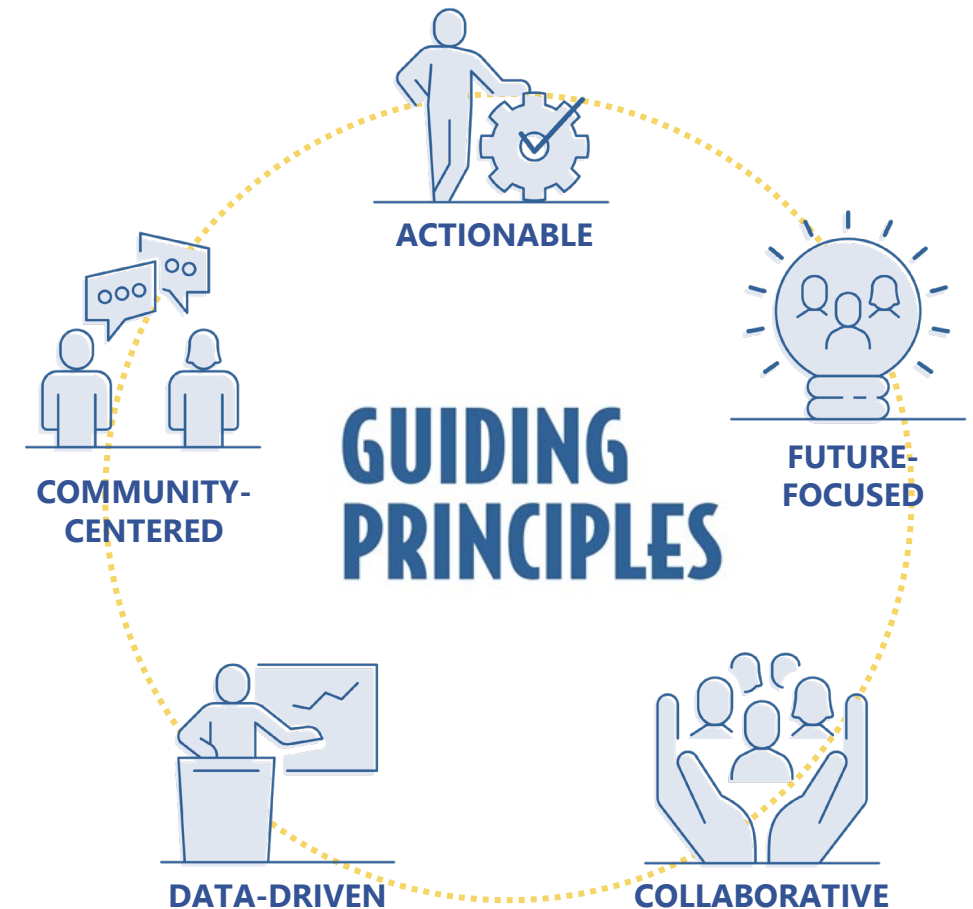 ACTIONABLE
FUTURE-
FOCUSED
COMMUNITY-
CENTERED
GUIDING
PRINCIPLES
DATA-DRIVEN
COLLABORATIVE